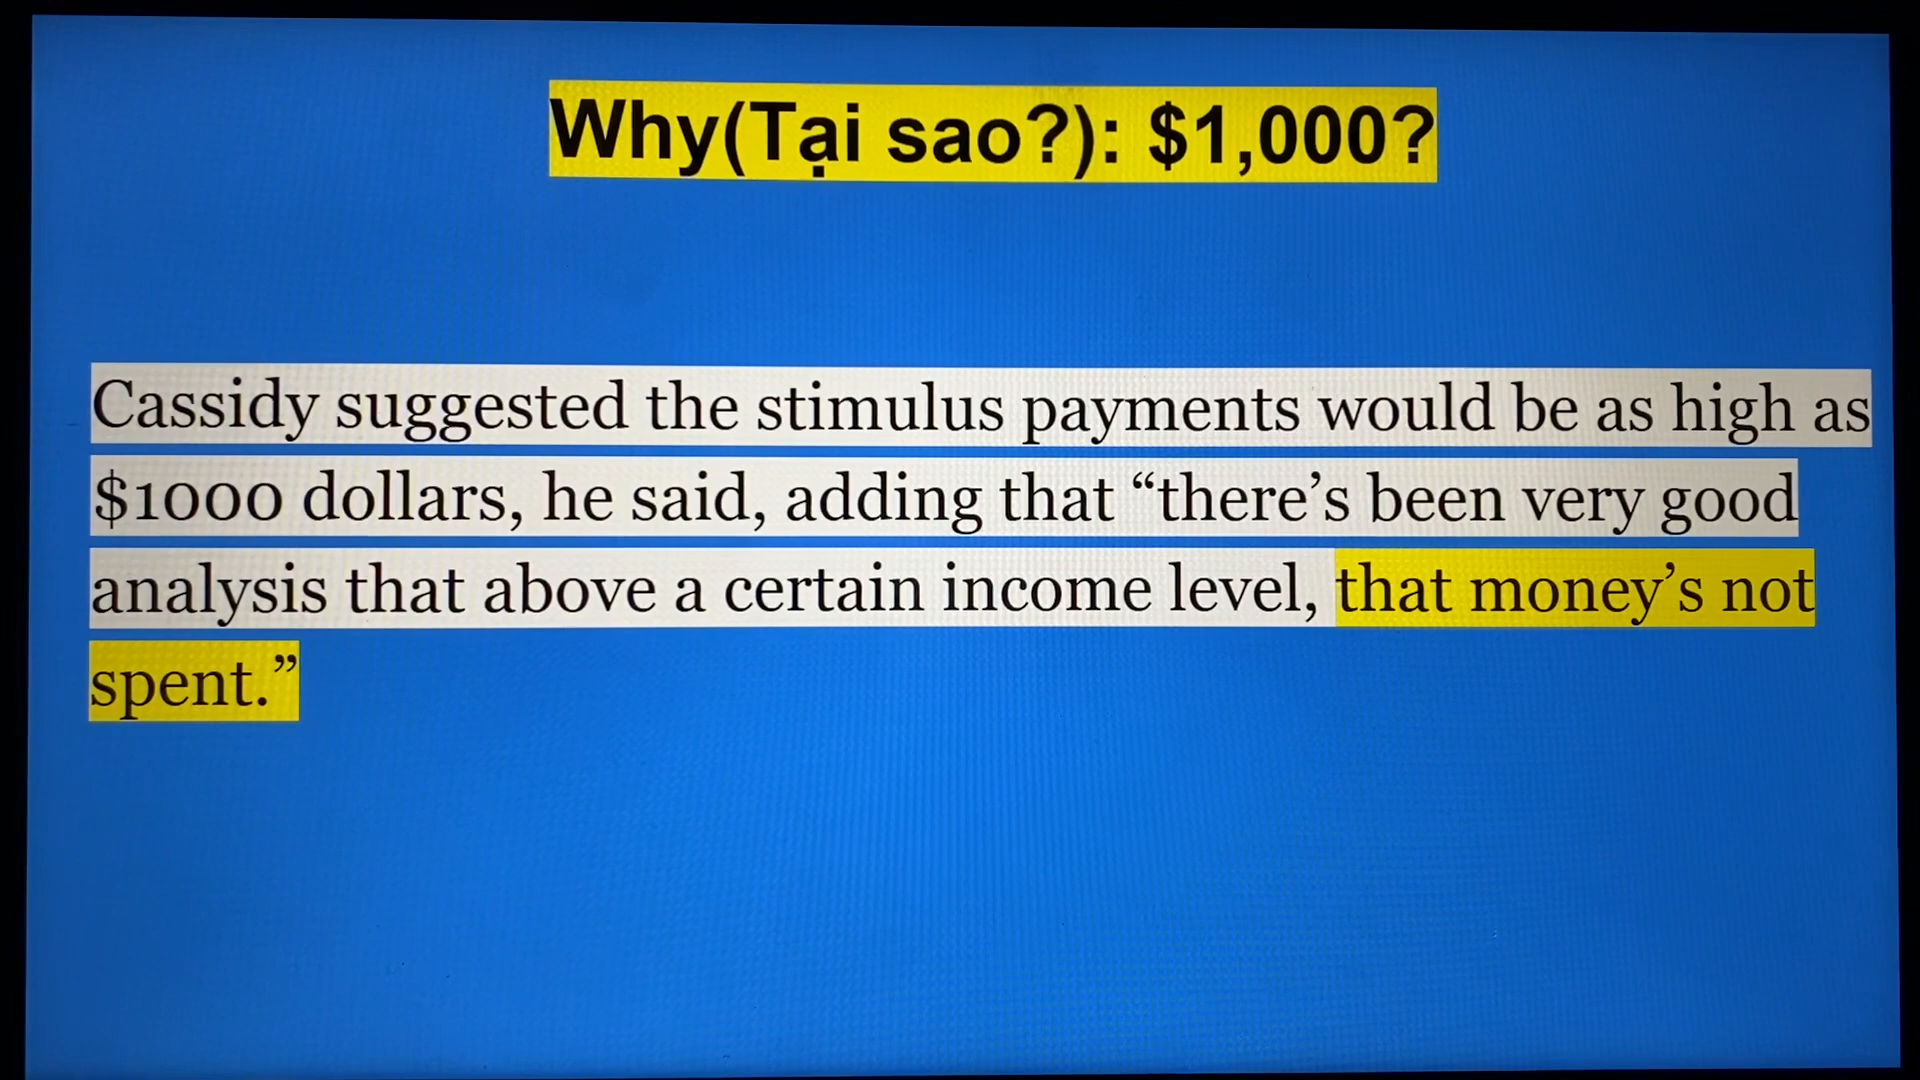 Why(Tại sao?): $1,000?
Cassidy suggested the stimulus payments would be as high as
$1000 dollars, he said, adding that “there’s been very good
analysis that above a certain income level, that money’s not
spent.”